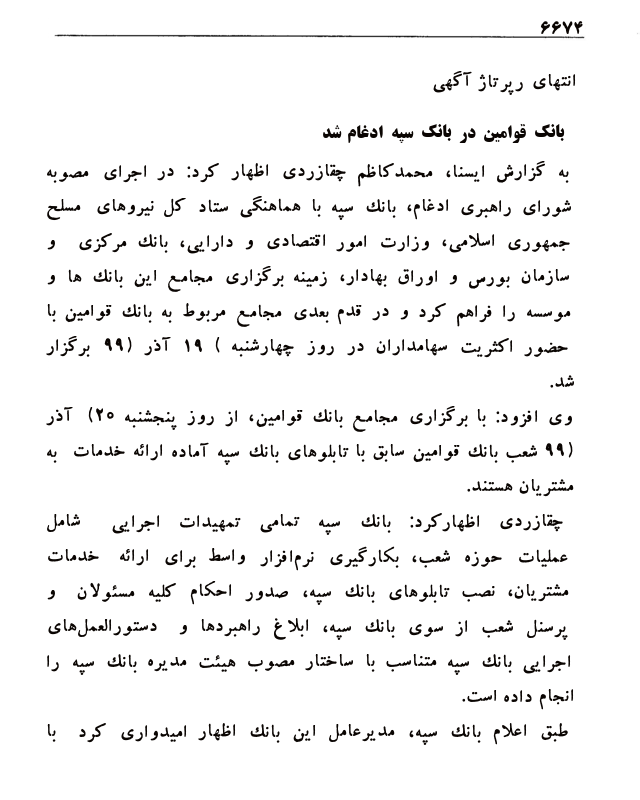 ۶۶۷۴
انتهای رپرتاژ آگهی
بانک قوامین در بانک سپه ادغام شد
به گزارش ایسنا، محمدکاظم چقازردی اظهار کرد: در اجرای مصوبه
شورای راهبری ادغام، بانک سپه با هماهنگی ستاد کل نیروهای مسلح
جمهوری اسلامی، وزارت امور اقتصادی و دارایی، بانک مرکزی و
سازمان بورس و اوراق بهادار، زمینه برگزاری مجامع این بانک ها و
موسسه را فراهم کرد و در قدم بعدی مجامع مربوط به بانک قوامین با
حضور اکثریت سهامداران در روز چهارشنبه ) ۱۹ آذر (۹۹ برگزار
شد.
وی افزود: با برگزاری مجامع بانک قوامین، از روز پنجشنبه ۲۰) آذر
(۹۹ شعب بانک قوامین سابق با تابلوهای بانک سپه آماده ارائه خدمات به
مشتریان هستند.
چقازردی اظهارکرد: بانک سپه تمامی تمهیدات اجرایی شامل
عملیات حوزه شعب، بکارگیری نرم‌افزار واسط برای ارائه خدمات
مشتریان، نصب تابلوهای بانک سپه، صدور احکام کلیه مسئولان و
پرسنل شعب از سوی بانک سپه، ابلاغ راهبردها و دستورالعمل‌های
اجرایی بانک سپه متناسب با ساختار مصوب هیئت مدیره بانک سپه را
انجام داده است.
طبق اعلام بانک سپه، مدیرعامل این بانک اظهار امیدواری کرد با